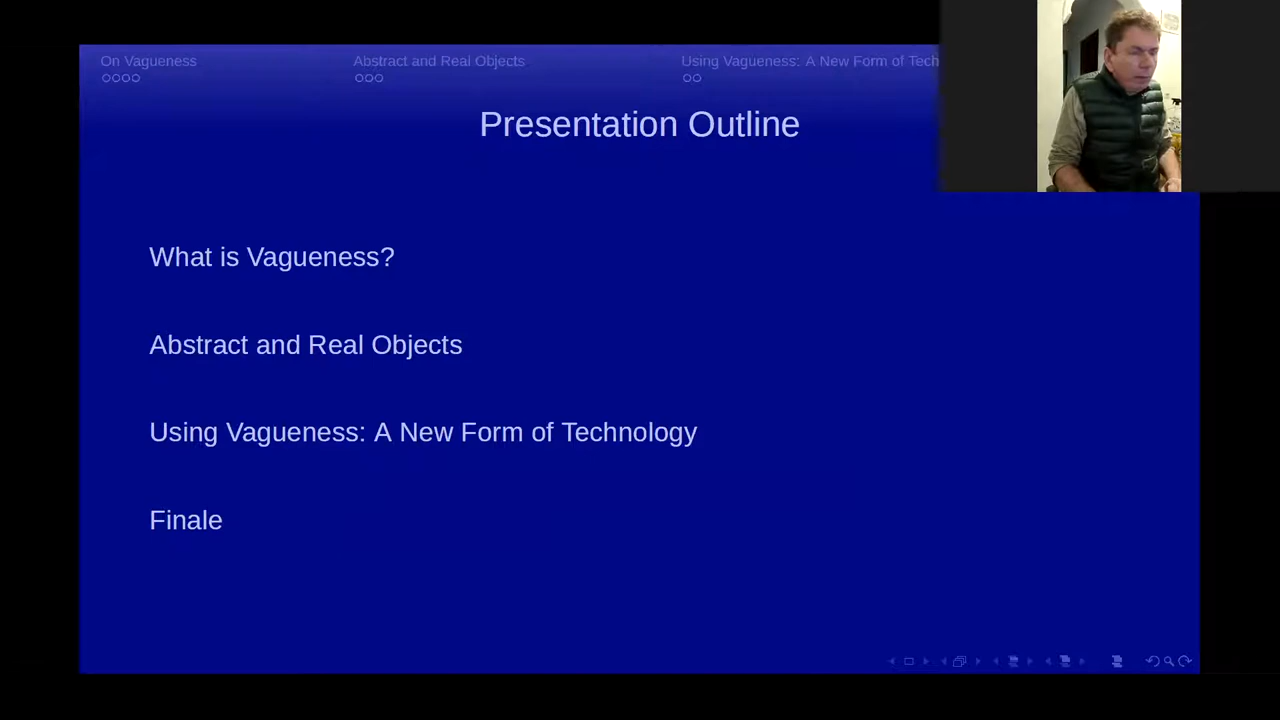 On Vagueness
Abstract and Real Objects
Using Vagueness: A New Form of Tech
Presentation Outline
What is Vagueness?
Abstract and Real Objects
Using Vagueness: A New Form of Technology
Finale